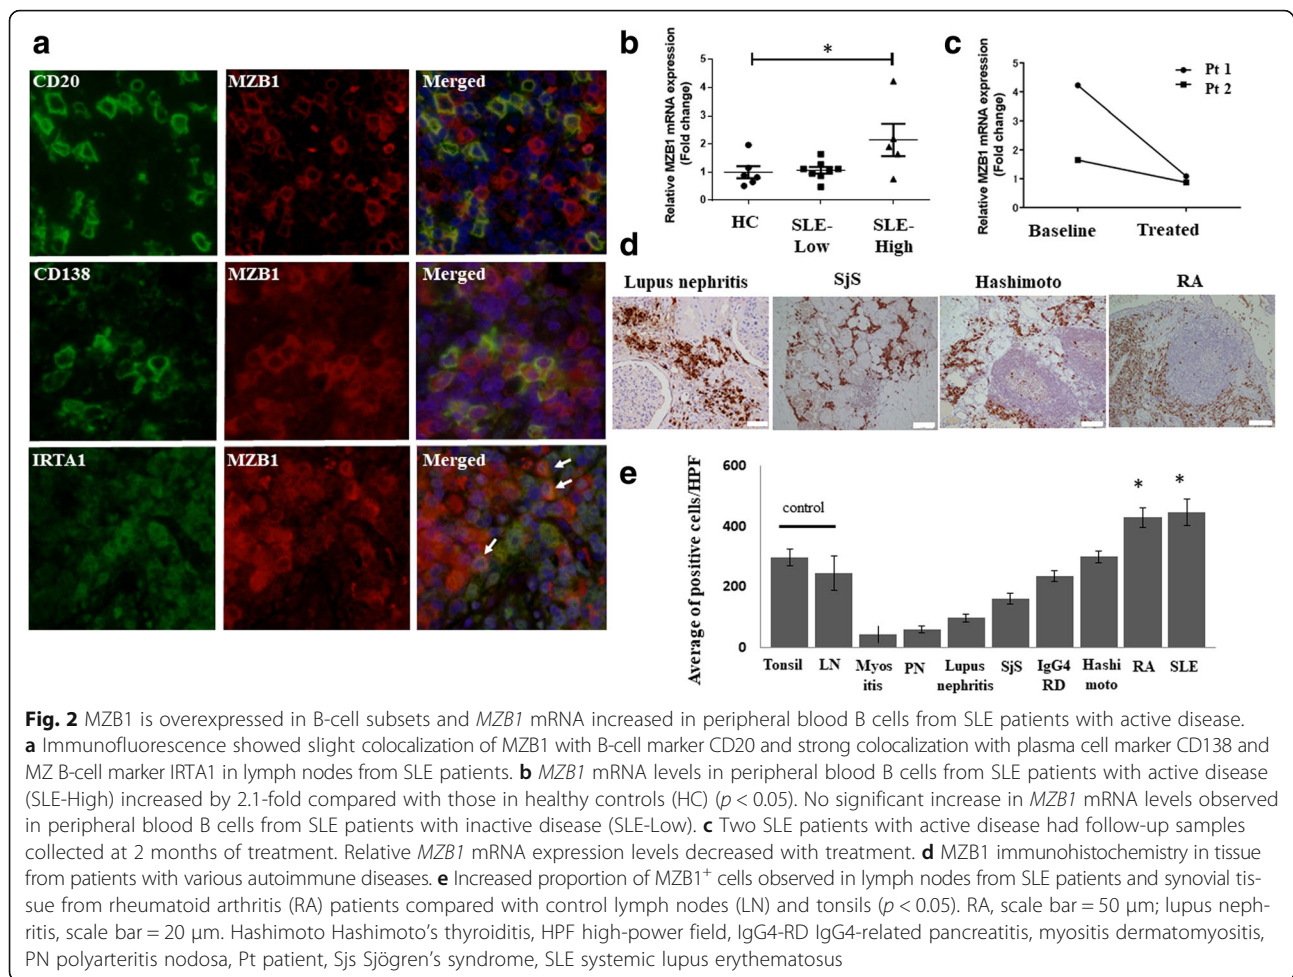 a
CD20
MZB1
Merged
CD138
MZB1
Merged
IRTA1
MZB1
Merged
b
Relative MZB1 mRNA expression
(Fold change)
5
4
3
2
1
0
*
HC
SLE-
Low
SLE-
High
c
Relative MZB1 mRNA expression
(Fold change)
5
4
3
2
1
0
Pt 1
Pt 2
Baseline
Treated
d
Lupus nephritis
SjS
Hashimoto
RA
e
Average of positive cells/HPF
600
400
200
0
control
* *
Tonsil
LN
Myos
itis
PN
Lupus
nephritis
SjS
IgG4
RD
Hashi
moto
RA
SLE
Fig. 2 MZB1 is overexpressed in B-cell subsets and MZB1 mRNA increased in peripheral blood B cells from SLE patients with active disease.
a Immunofluorescence showed slight colocalization of MZB1 with B-cell marker CD20 and strong colocalization with plasma cell marker CD138 and
MZ B-cell marker IRTA1 in lymph nodes from SLE patients. b MZB1 mRNA levels in peripheral blood B cells from SLE patients with active disease
(SLE-High) increased by 2.1-fold compared with those in healthy controls (HC) (p < 0.05). No significant increase in MZB1 mRNA levels observed
in peripheral blood B cells from SLE patients with inactive disease (SLE-Low). c Two SLE patients with active disease had follow-up samples
collected at 2 months of treatment. Relative MZB1 mRNA expression levels decreased with treatment. d MZB1 immunohistochemistry in tissue
from patients with various autoimmune diseases. e Increased proportion of MZB1⁺ cells observed in lymph nodes from SLE patients and synovial tis-
sue from rheumatoid arthritis (RA) patients compared with control lymph nodes (LN) and tonsils (p < 0.05). RA, scale bar = 50 μm; lupus neph-
ritis, scale bar = 20 μm. Hashimoto Hashimoto's thyroiditis, HPF high-power field, IgG4-RD IgG4-related pancreatitis, myositis dermatomyositis,
PN polyarteritis nodosa, Pt patient, Sjs Sjögren's syndrome, SLE systemic lupus erythematosus